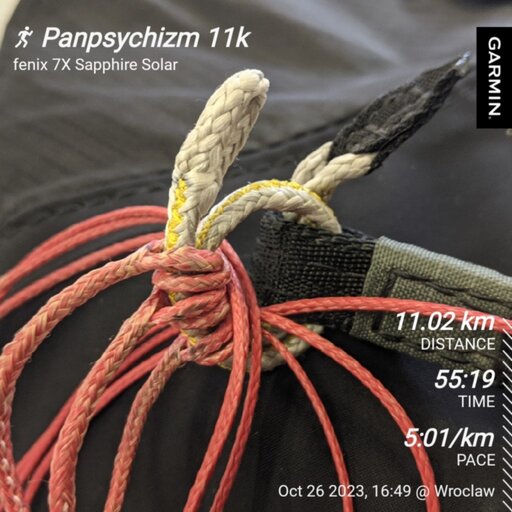 Panpsychizm 11k
fenix 7X Sapphire Solar
GARMIN.
11.02 km
DISTANCE
55:19
TIME
5:01/km
PACE
Oct 26 2023, 16:49 @ Wroclaw